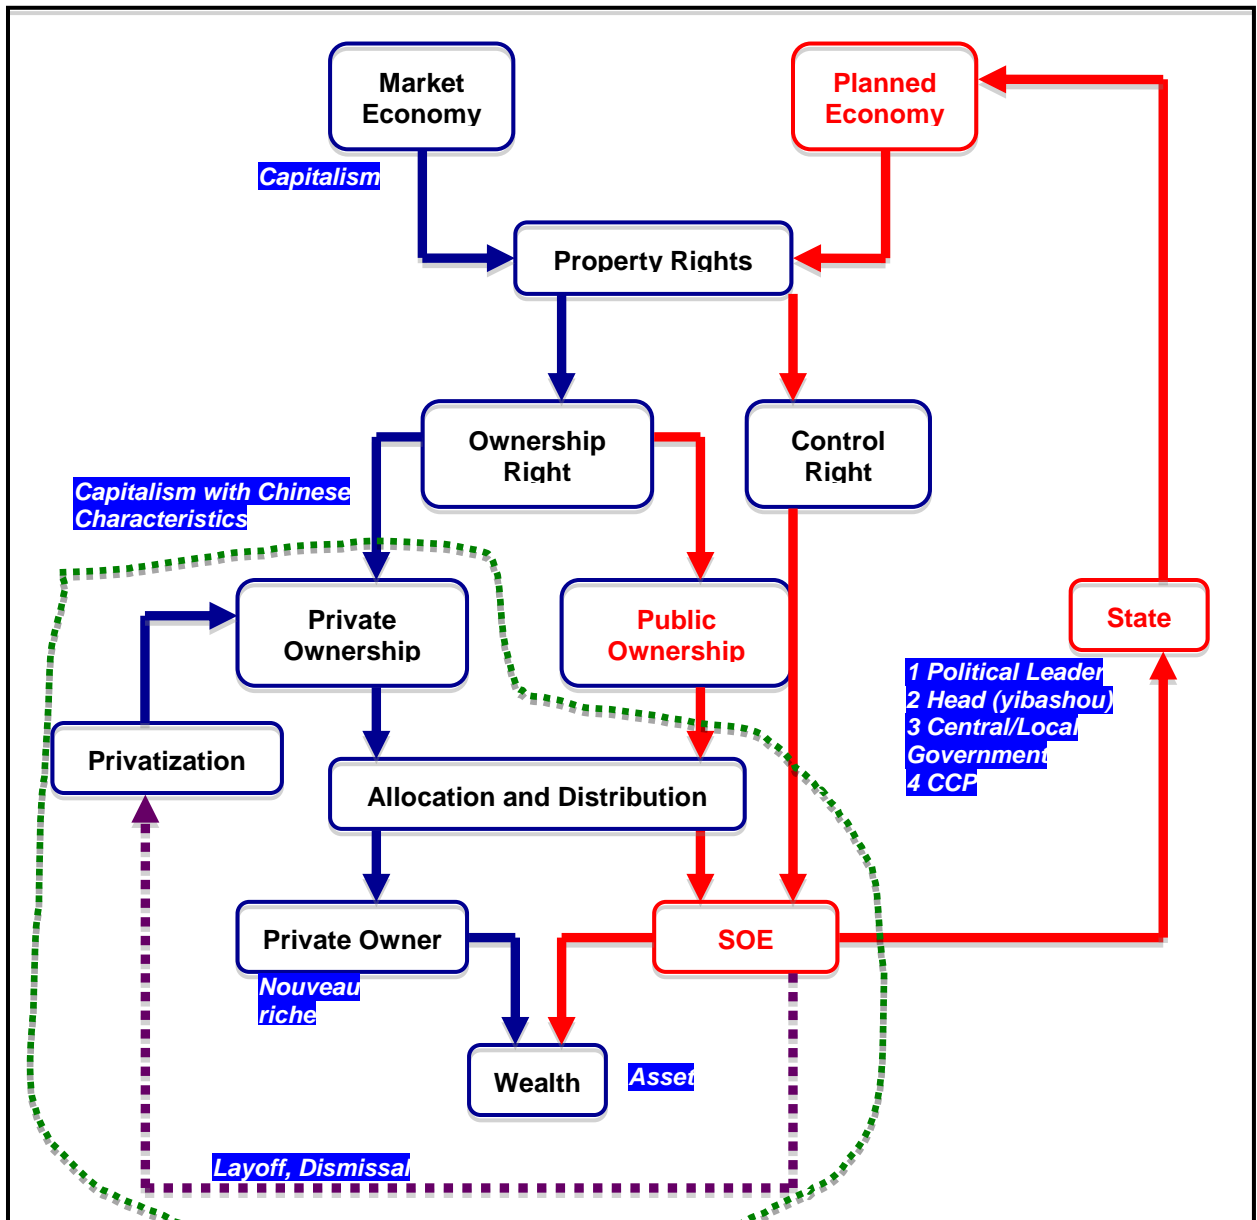 Market
Economy
Planned
Economy
Capitalism
Property Rights
Ownership
Right
Control
Right
Capitalism with Chinese
Characteristics
Private
Ownership
Public
Ownership
State
1 Political Leader
2 Head (yibashou)
3 Central/Local
Government
4 CCP
Privatization
Allocation and Distribution
Private Owner
SOE
Nouveau
riche
Wealth
Asset
Layoff, Dismissal